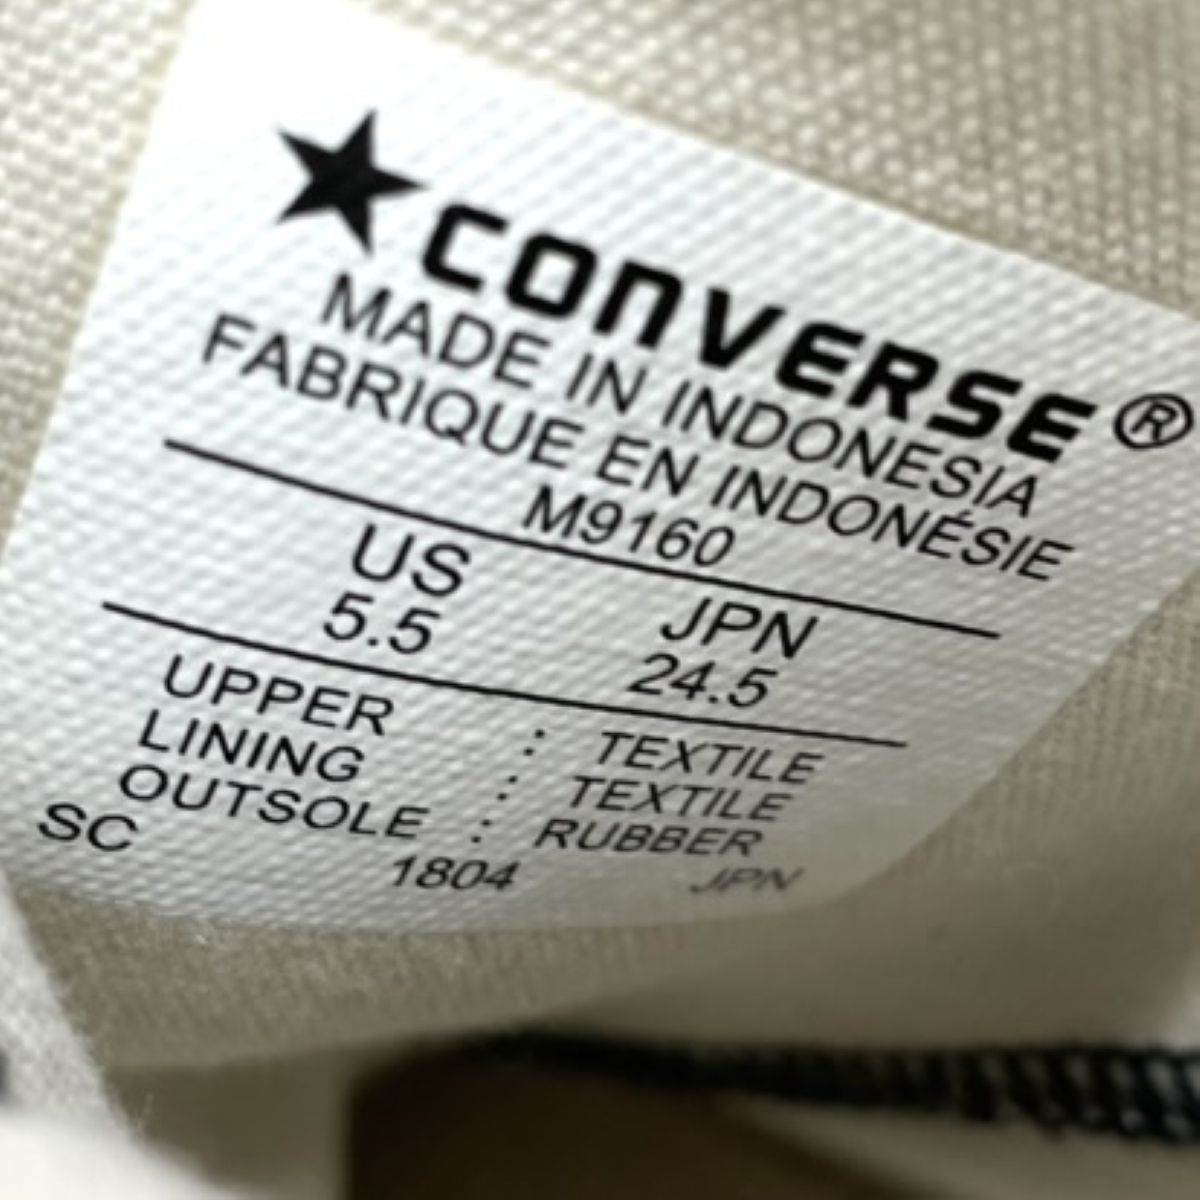 CONVERSE®
MADE IN INDONESIA
FABRIQUE EN INDONÉSIE
M9160
US JPN
5.5 24.5
UPPER : TEXTILE
LINING : TEXTILE
OUTSOLE : RUBBER
SC 1804 JPN